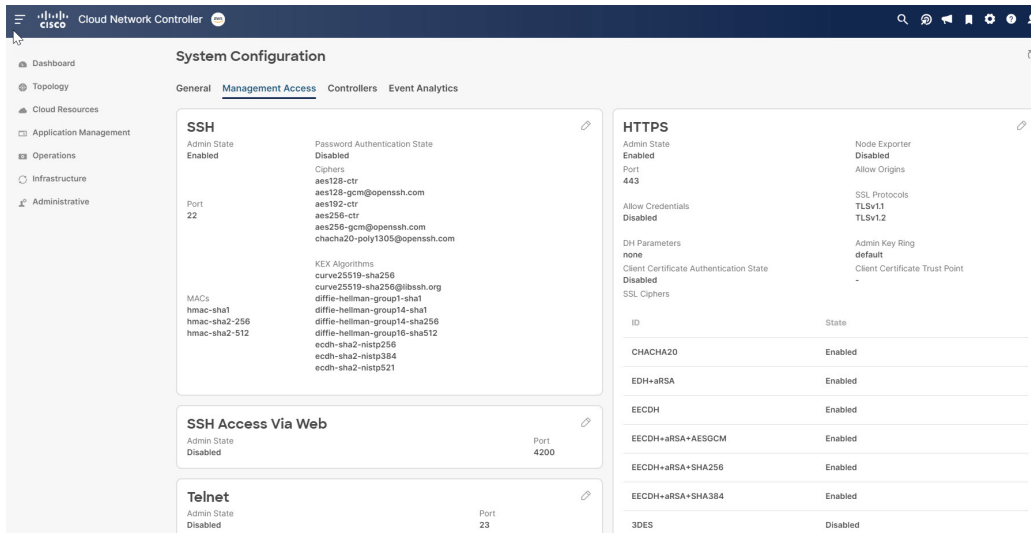 CISCO Cloud Network Controller aws
Dashboard
Topology
Cloud Resources
Application Management
Operations
Infrastructure
Administrative
System Configuration
General Management Access Controllers Event Analytics
SSH
Admin State
Enabled
Password Authentication State
Disabled
Ciphers
aes128-ctr
aes128-gcm@openssh.com
aes192-ctr
aes256-ctr
aes256-gcm@openssh.com
chacha20-poly1305@openssh.com
Port
22
KEX Algorithms
curve25519-sha256
curve25519-sha256@libssh.org
diffie-hellman-group1-sha1
diffie-hellman-group14-sha1
diffie-hellman-group14-sha256
diffie-hellman-group16-sha512
ecdh-sha2-nistp256
ecdh-sha2-nistp384
ecdh-sha2-nistp521
MACs
hmac-sha1
hmac-sha2-256
hmac-sha2-512
SSH Access Via Web
Admin State Port
Disabled 4200
Telnet
Admin State Port
Disabled 23
HTTPS
Admin State Node Exporter
Enabled Disabled
Port Allow Origins
443
SSL Protocols
Allow Credentials TLSv1.1
Disabled TLSv1.2
DH Parameters Admin Key Ring
none default
Client Certificate Authentication State Client Certificate Trust Point
Disabled -
SSL Ciphers
ID State
CHACHA20 Enabled
EDH+aRSA Enabled
EECDH Enabled
EECDH+aRSA+AESGCM Enabled
EECDH+aRSA+SHA256 Enabled
EECDH+aRSA+SHA384 Enabled
3DES Disabled